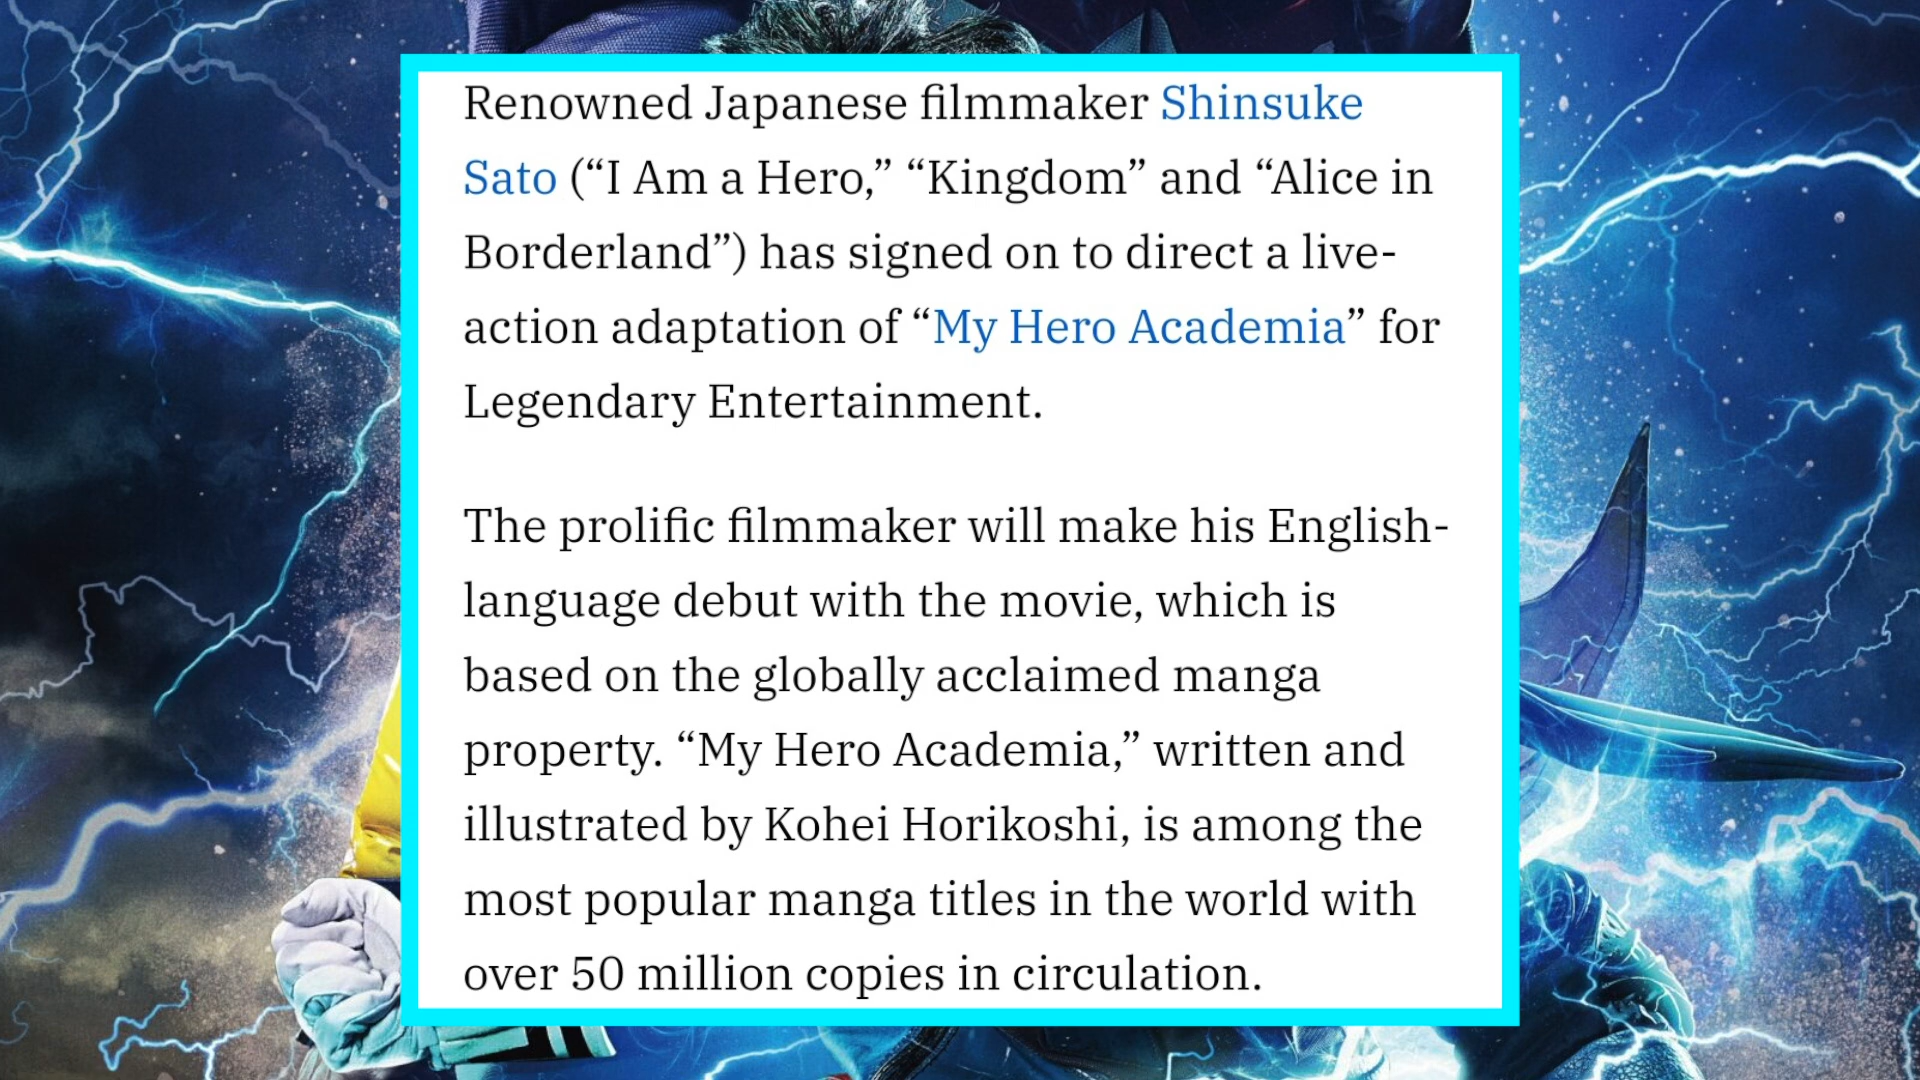 Renowned Japanese filmmaker Shinsuke
Sato (“I Am a Hero,” “Kingdom” and “Alice in
Borderland”) has signed on to direct a live-
action adaptation of “My Hero Academia” for
Legendary Entertainment.
The prolific filmmaker will make his English-
language debut with the movie, which is
based on the globally acclaimed manga
property. “My Hero Academia,” written and
illustrated by Kohei Horikoshi, is among the
most popular manga titles in the world with
over 50 million copies in circulation.